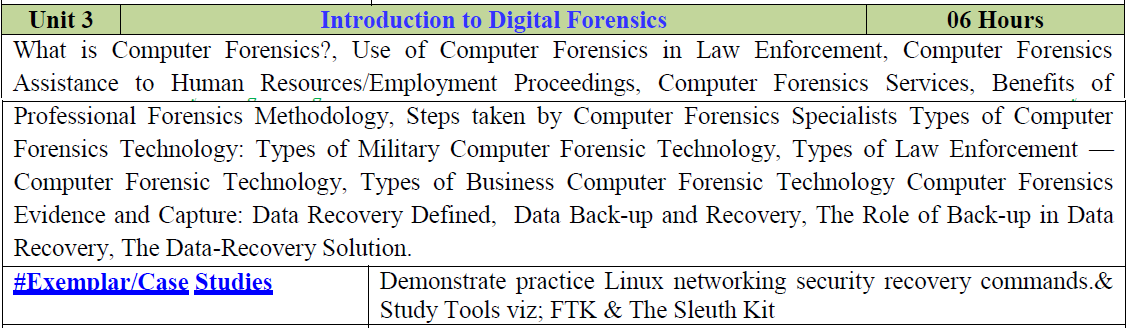 Unit 3 Introduction to Digital Forensics 06 Hours
What is Computer Forensics?, Use of Computer Forensics in Law Enforcement, Computer Forensics
Assistance to Human Resources/Employment Proceedings, Computer Forensics Services, Benefits of
Professional Forensics Methodology, Steps taken by Computer Forensics Specialists Types of Computer
Forensics Technology: Types of Military Computer Forensic Technology, Types of Law Enforcement —
Computer Forensic Technology, Types of Business Computer Forensic Technology Computer Forensics
Evidence and Capture: Data Recovery Defined, Data Back-up and Recovery, The Role of Back-up in Data
Recovery, The Data-Recovery Solution.
#Exemplar/Case Studies Demonstrate practice Linux networking security recovery commands.&
Study Tools viz; FTK & The Sleuth Kit